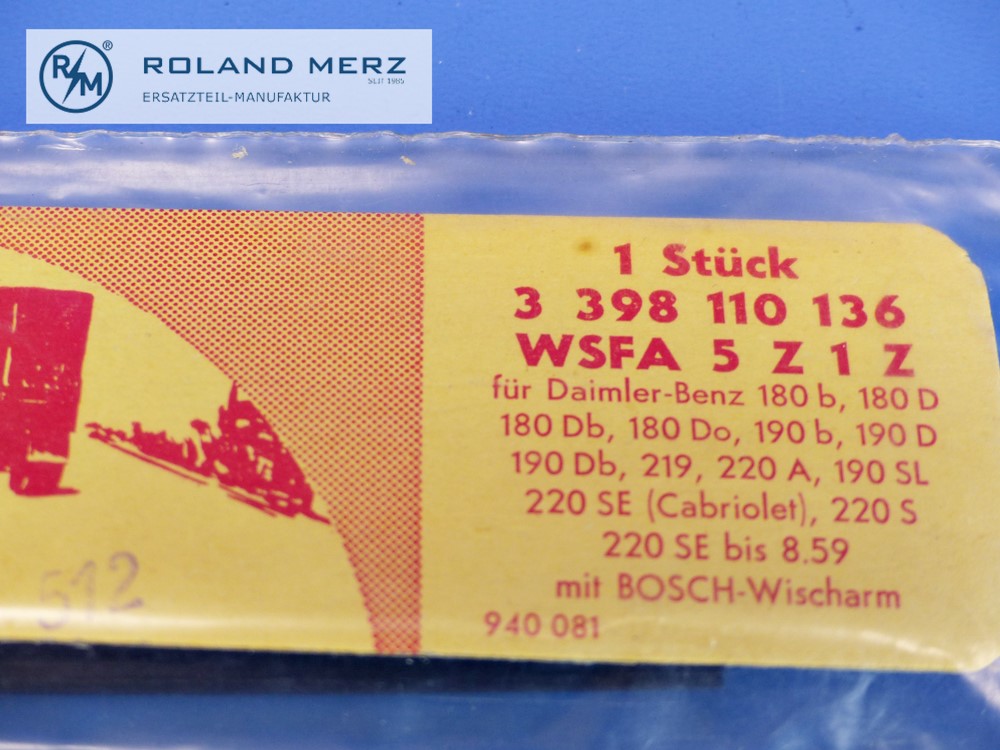 R/M®
ROLAND MERZ
SEIT 1985
ERSATZTEIL-MANUFAKTUR
1 Stück
3 398 110 136
WSFA 5 Z 1 Z
für Daimler-Benz 180 b, 180 D
180 Db, 180 Do, 190 b, 190 D
190 Db, 219, 220 A, 190 SL
220 SE (Cabriolet), 220 S
220 SE bis 8.59
mit BOSCH-Wischarm
940 081
512